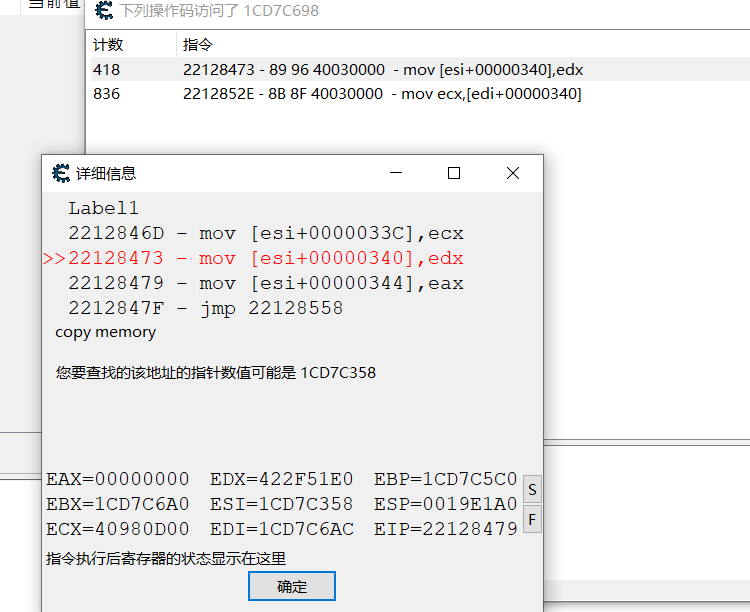 当前值
下列操作码访问了 1CD7C698
计数 指令
418 22128473 - 89 96 40030000 - mov [esi+00000340],edx
836 2212852E - 8B 8F 40030000 - mov ecx,[edi+00000340]
详细信息
Label1
2212846D - mov [esi+0000033C],ecx
>>22128473 - mov [esi+00000340],edx
22128479 - mov [esi+00000344],eax
2212847F - jmp 22128558
copy memory
您要查找的该地址的指针数值可能是 1CD7C358
EAX=00000000 EDX=422F51E0 EBP=1CD7C5C0
S
EBX=1CD7C6A0 ESI=1CD7C358 ESP=0019E1A0
F
ECX=40980D00 EDI=1CD7C6AC EIP=22128479
指令执行后寄存器的状态显示在这里
确定